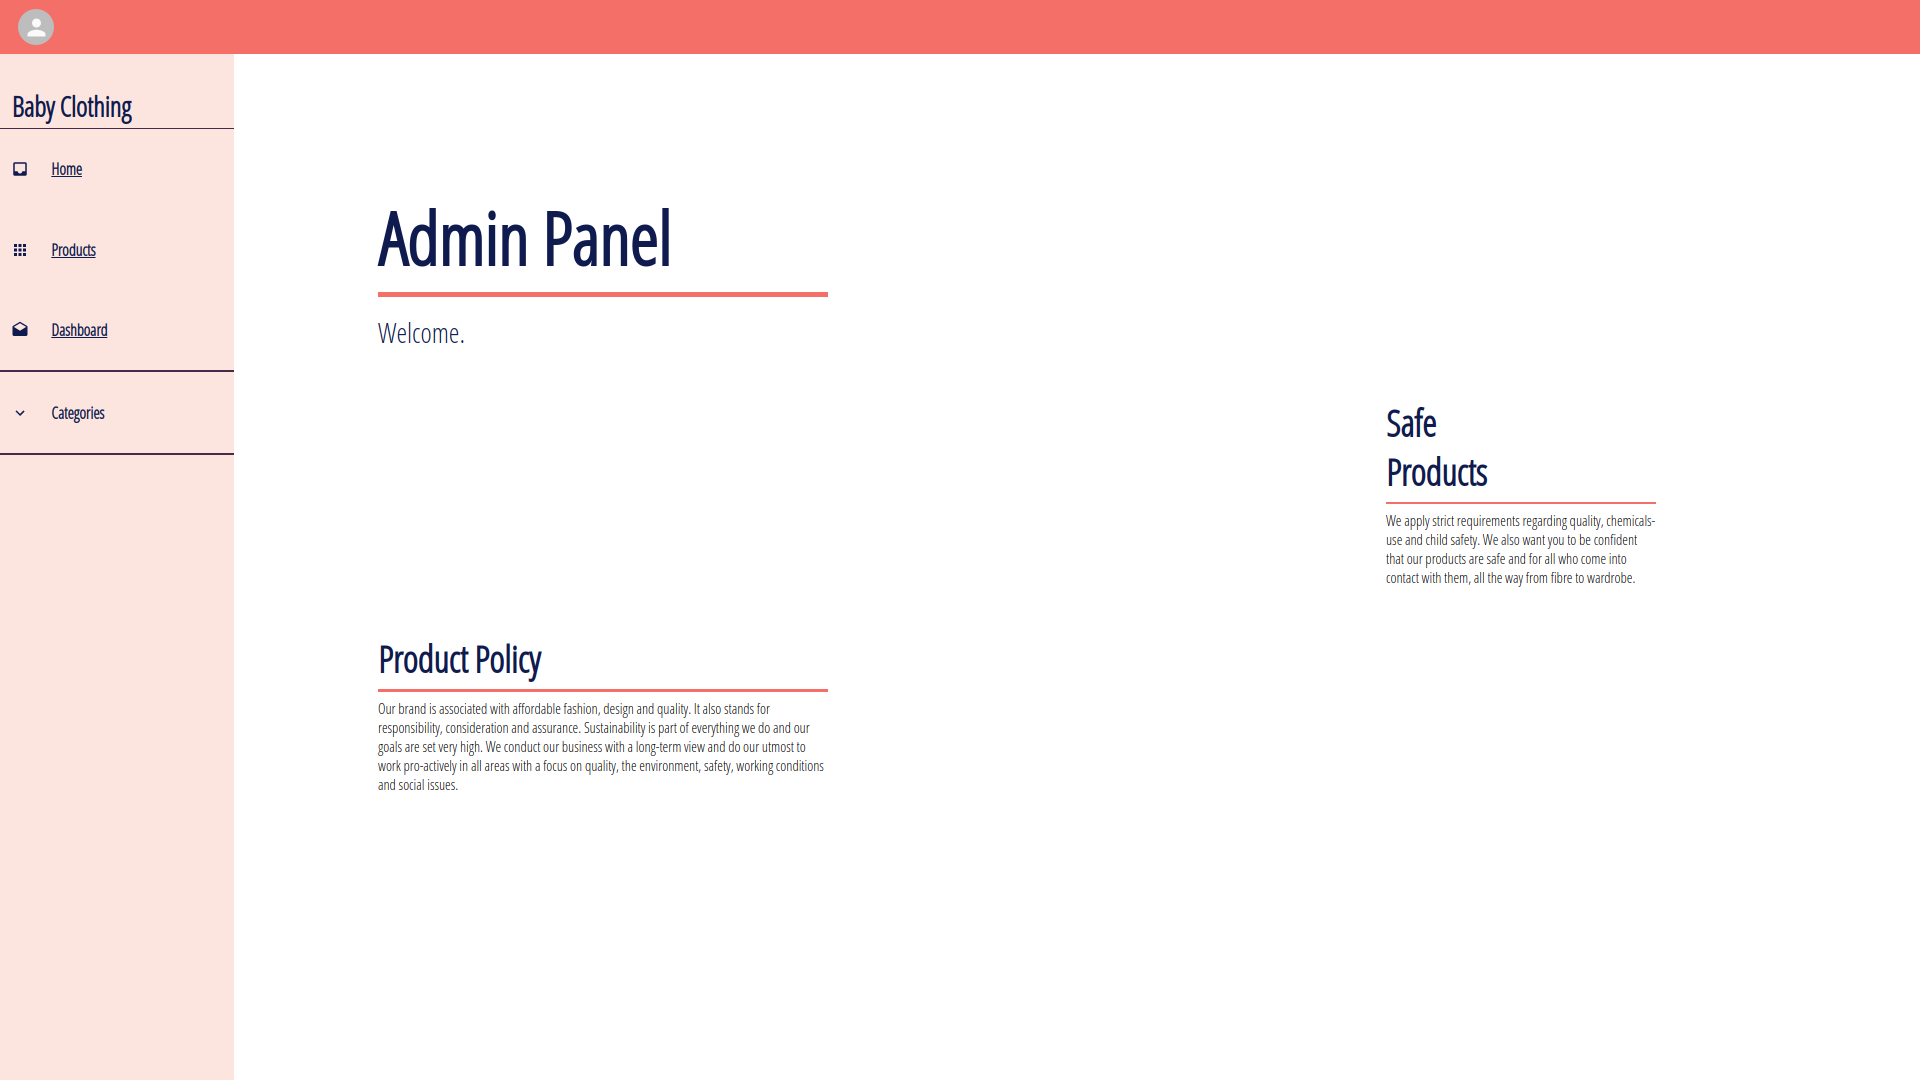 Baby Clothing
Home
Products
Dashboard
Categories
Admin Panel
Welcome.
Safe
Products
We apply strict requirements regarding quality, chemicals-
use and child safety. We also want you to be confident
that our products are safe and for all who come into
contact with them, all the way from fibre to wardrobe.
Product Policy
Our brand is associated with affordable fashion, design and quality. It also stands for
responsibility, consideration and assurance. Sustainability is part of everything we do and our
goals are set very high. We conduct our business with a long-term view and do our utmost to
work pro-actively in all areas with a focus on quality, the environment, safety, working conditions
and social issues.